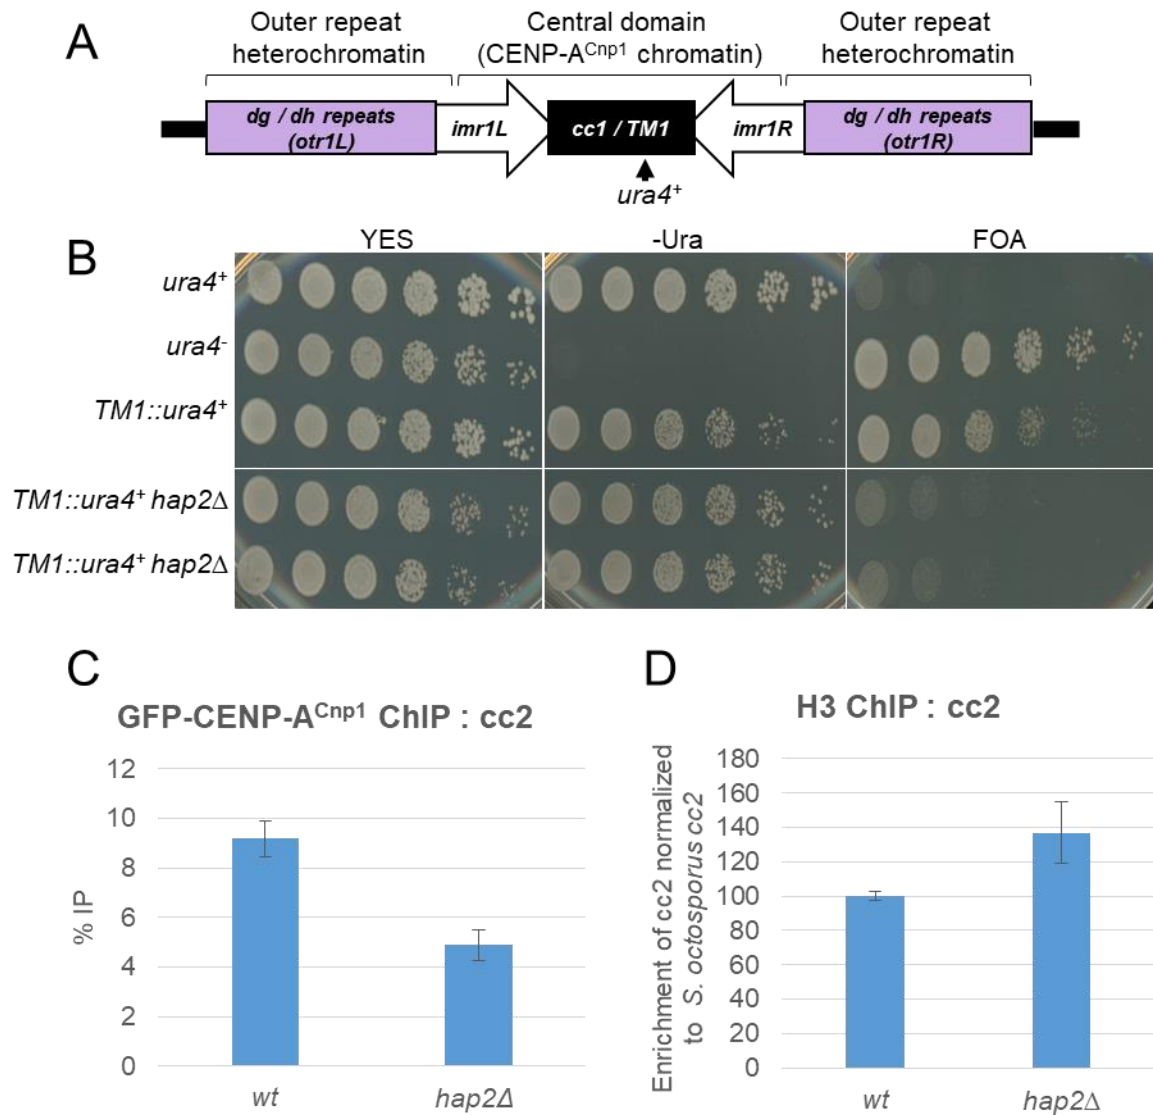 A
Outer repeat
heterochromatin
Central domain
(CENP-A^Cnp1 chromatin)
Outer repeat
heterochromatin
dg / dh repeats
(otr1L)
imr1L
cc1 / TM1
imr1R
dg / dh repeats
(otr1R)
ura4+
B
YES
-Ura
FOA
ura4+
ura4-
TM1::ura4+
TM1::ura4+ hap2Δ
TM1::ura4+ hap2Δ
C
GFP-CENP-A^Cnp1 ChIP : cc2
% IP
12
10
8
6
4
2
0
wt
hap2Δ
D
H3 ChIP : cc2
Enrichment of cc2 normalized
to S. octosporus cc2
180
160
140
120
100
80
60
40
20
0
wt
hap2Δ